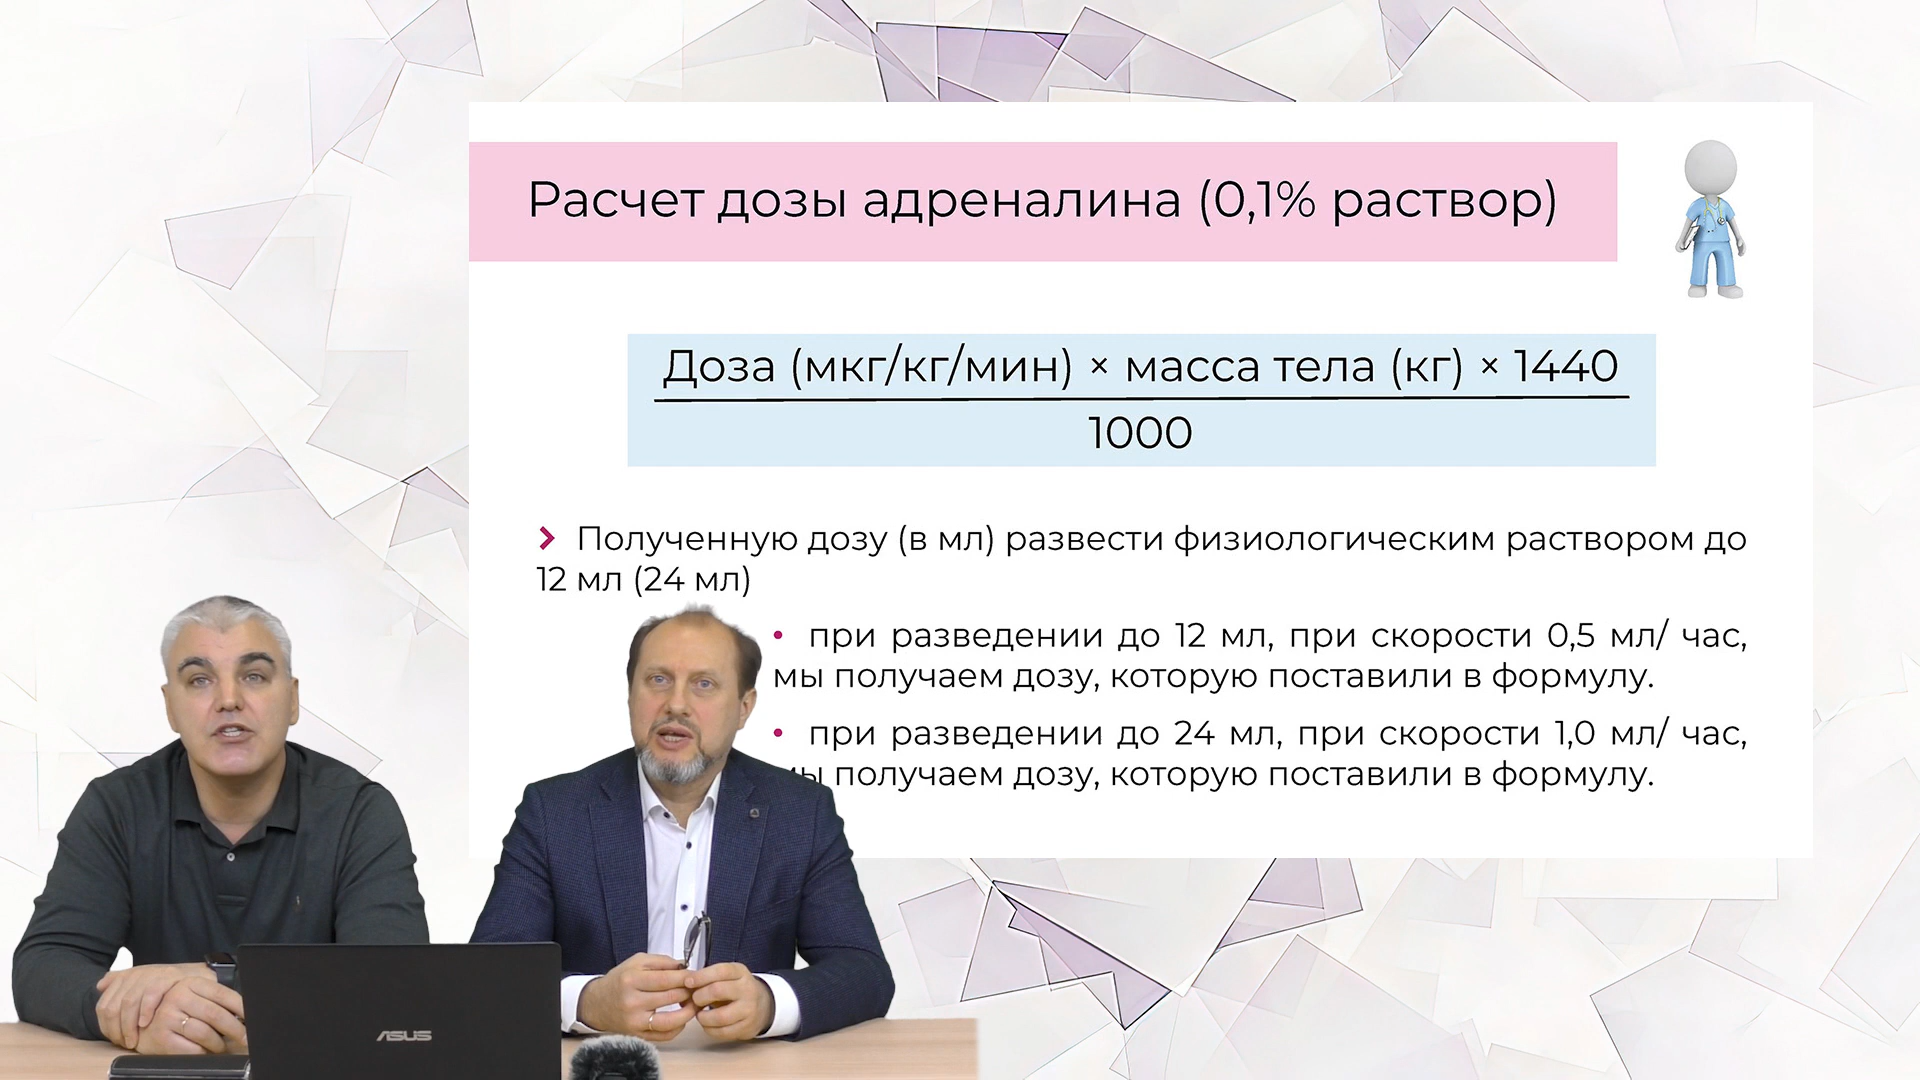 Расчет дозы адреналина (0,1% раствор)
Доза (мкг/кг/мин) × масса тела (кг) × 1440
1000
Полученную дозу (в мл) развести физиологическим раствором до
12 мл (24 мл)
• при разведении до 12 мл, при скорости 0,5 мл/ час,
мы получаем дозу, которую поставили в формулу.
• при разведении до 24 мл, при скорости 1,0 мл/ час,
мы получаем дозу, которую поставили в формулу.
ASUS